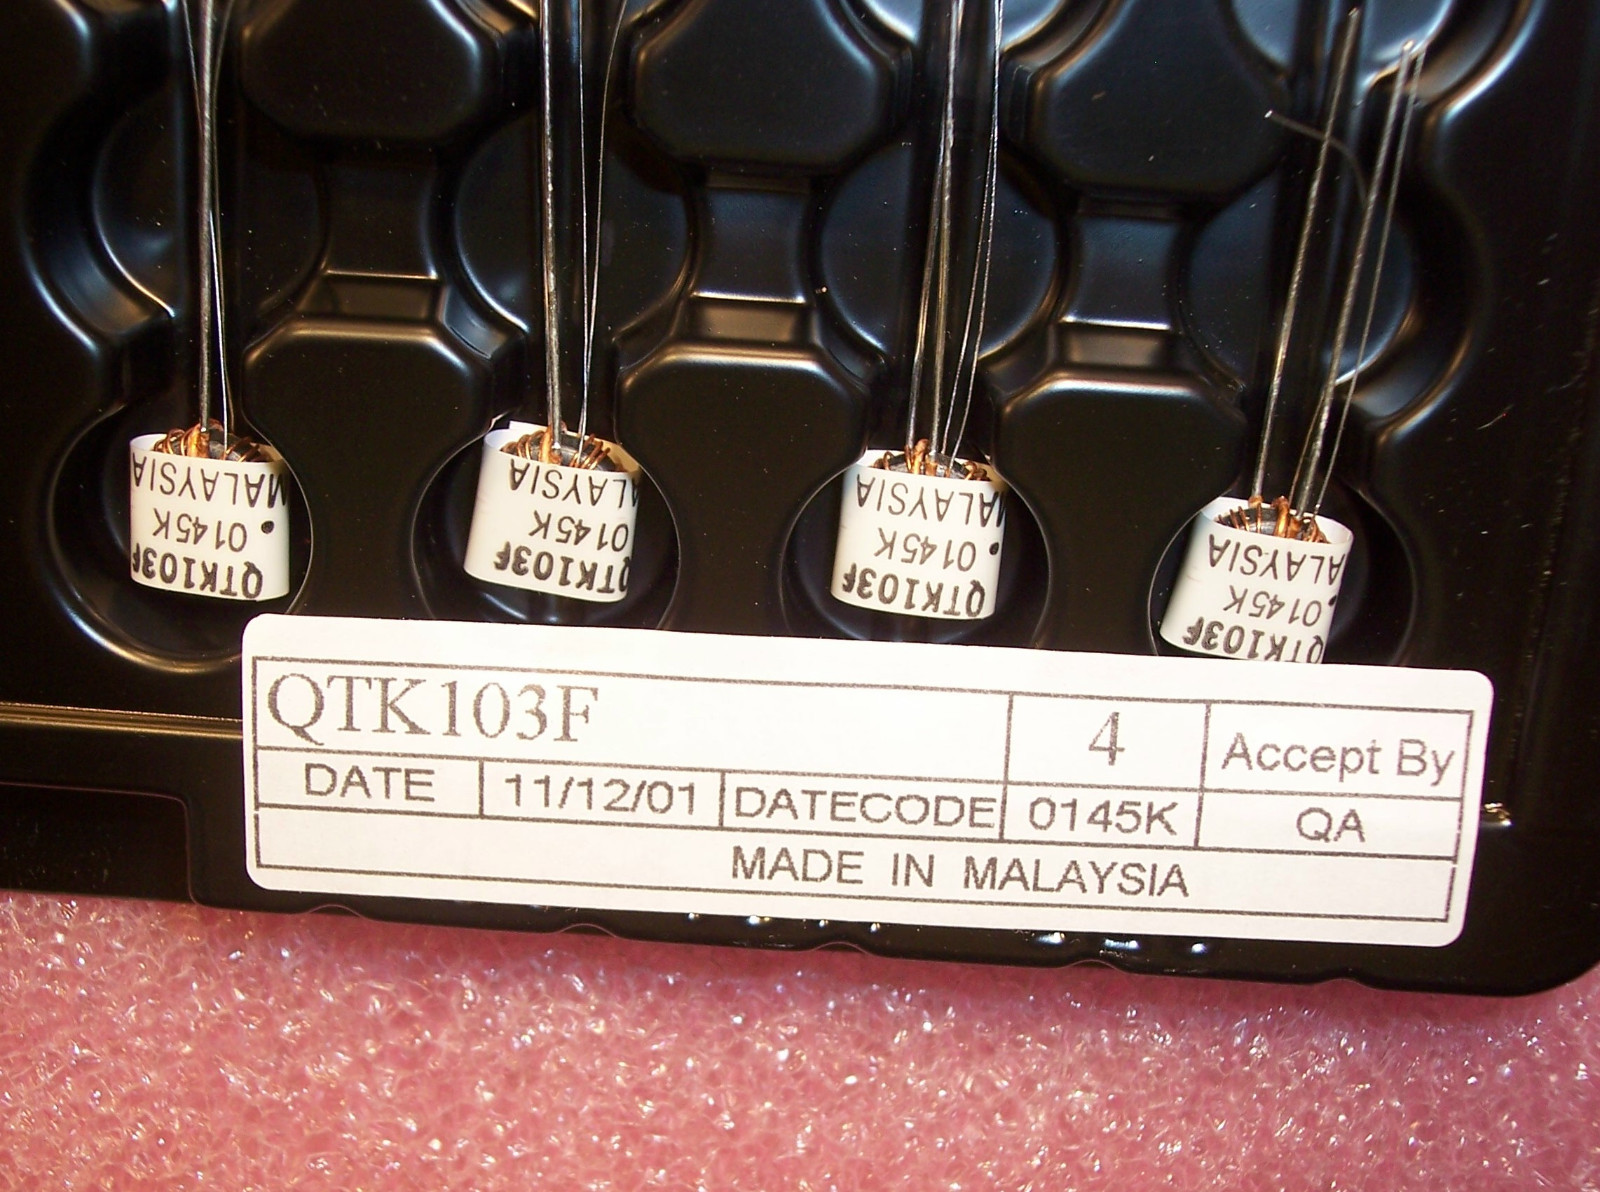 MALAYSIA
0145K
QTK103F
ALAYSIA
0145K
QTK103F
MALAYSIA
0145K
QTK103F
ALAYSIA
0145K
QTK103F
QTK103F 4 Accept By
DATE 11/12/01 DATECODE 0145K QA
MADE IN MALAYSIA